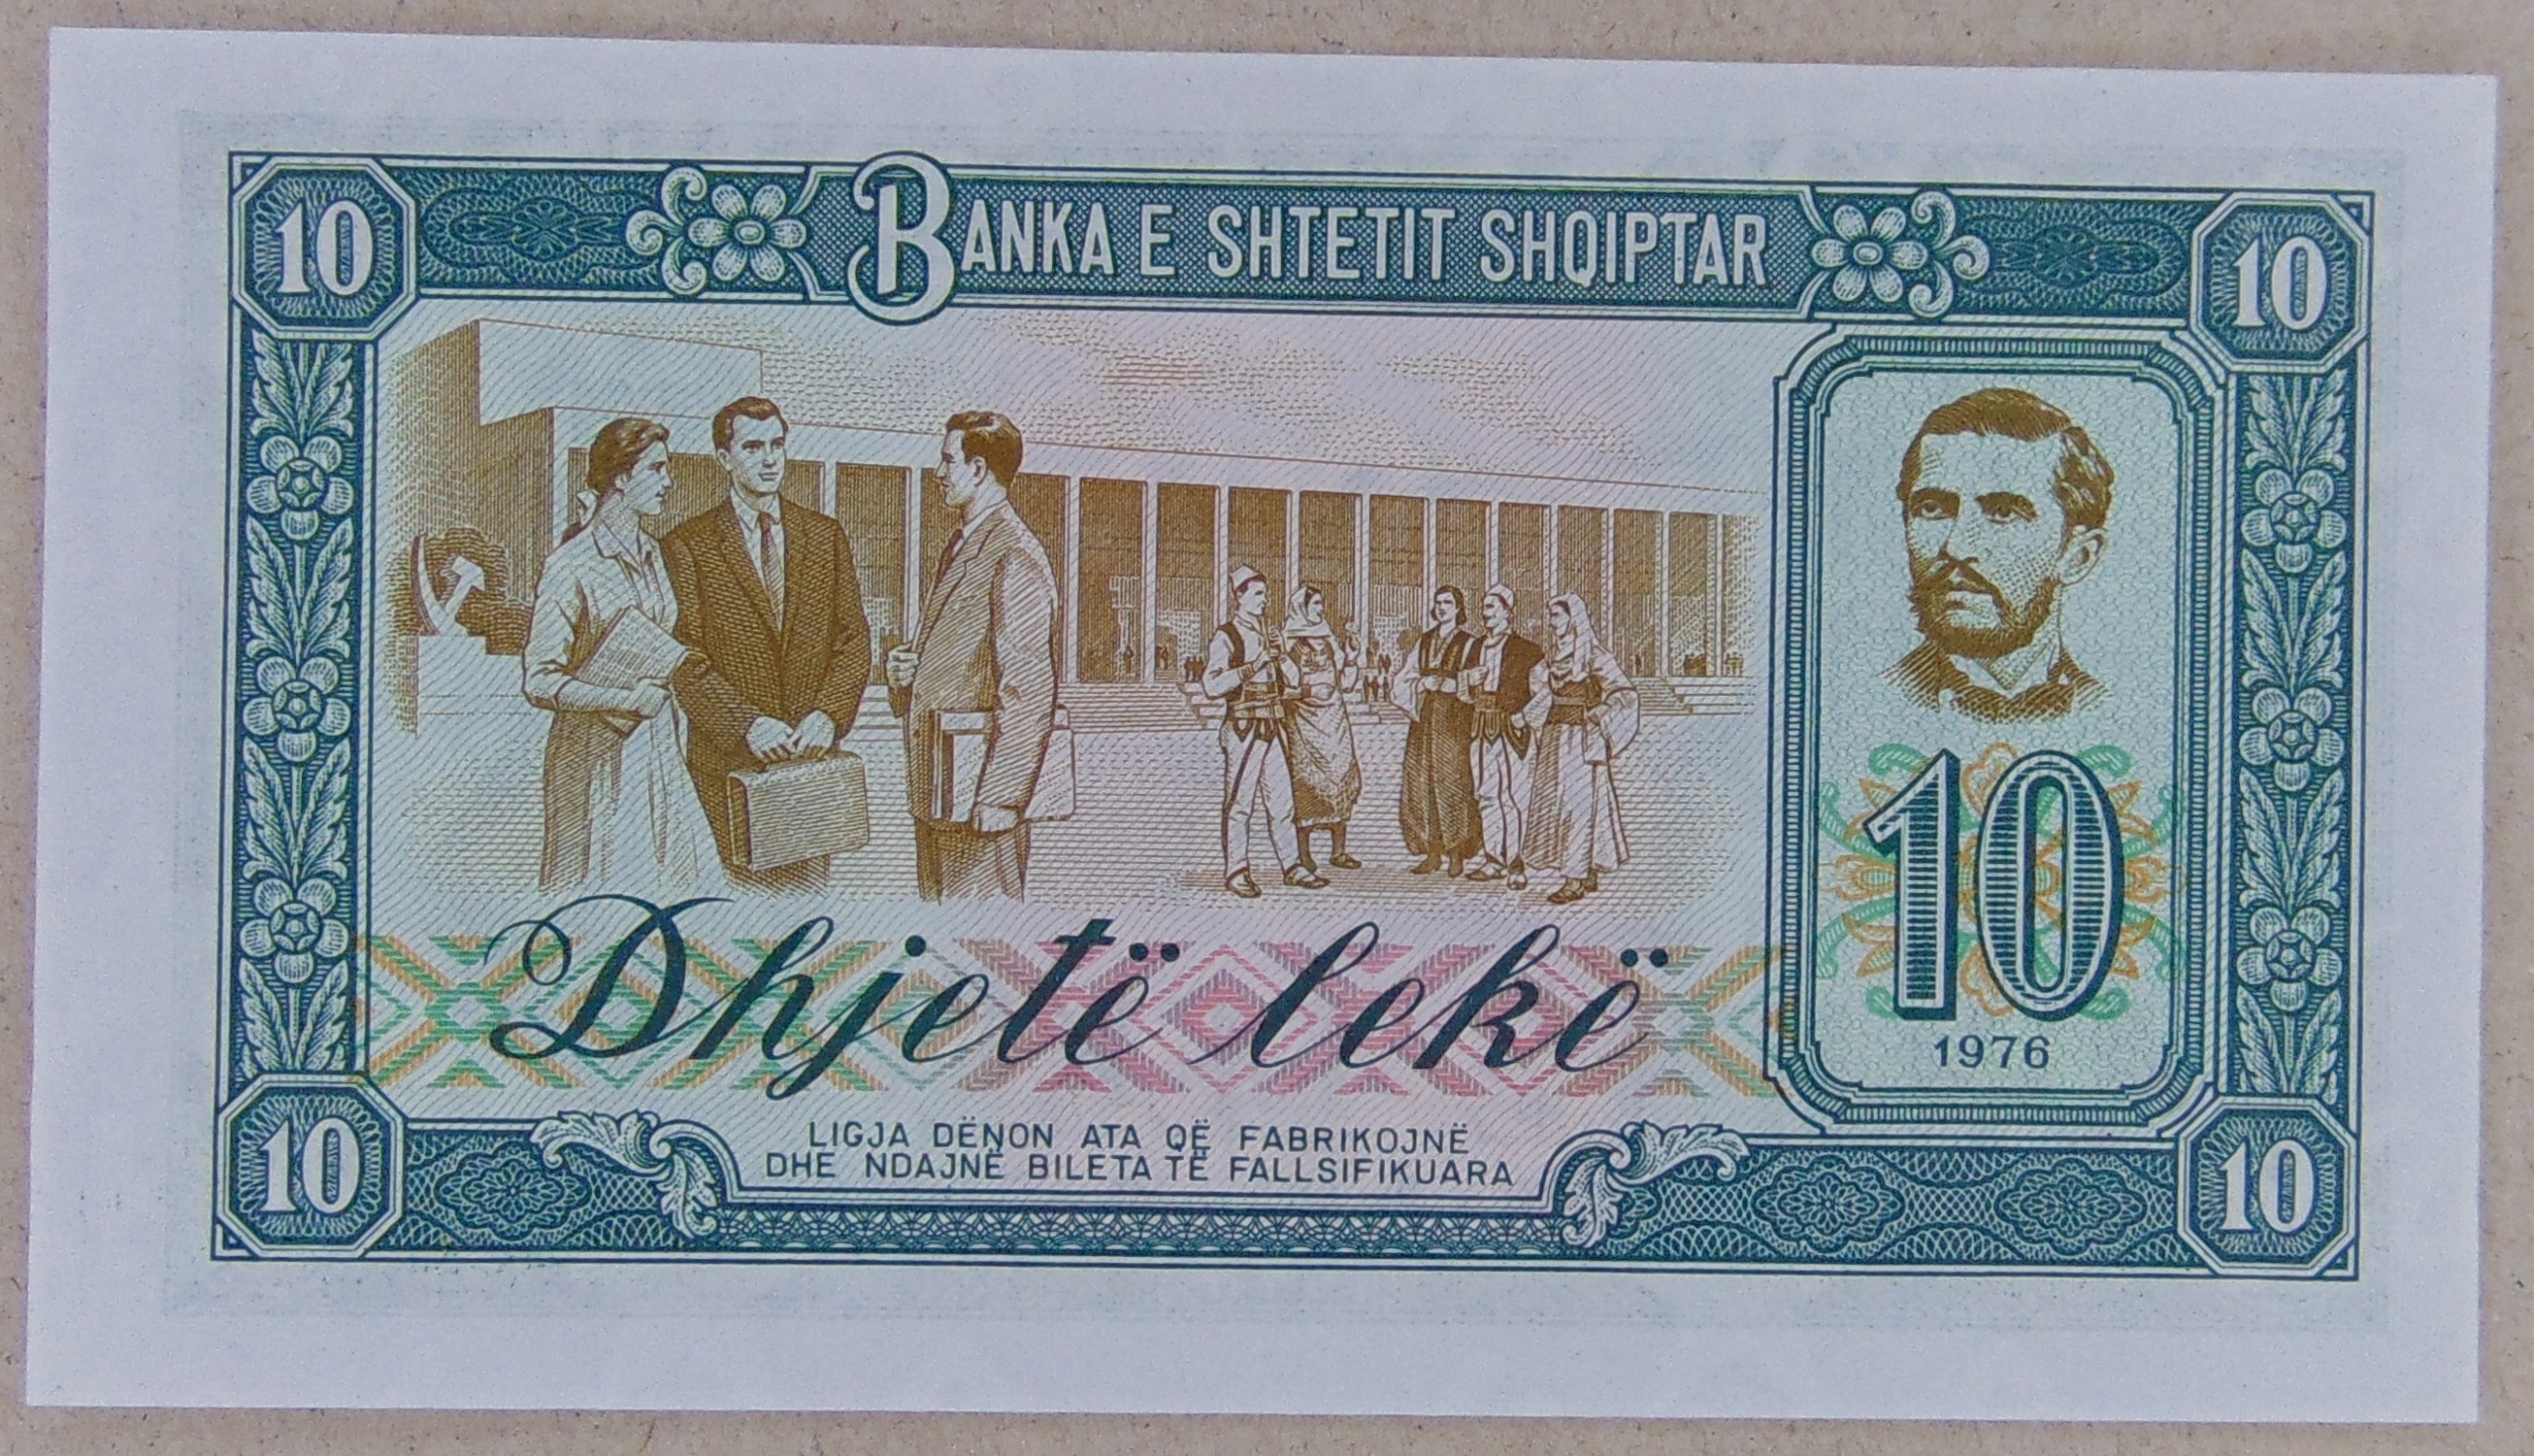 10
BANKA E SHTETIT SHQIPTAR
10
10
1976
Dhjetë lekë
LIGJA DËNON ATA QË FABRIKOJNË
DHE NDAJNË BILETA TË FALLSIFIKUARA
10
10